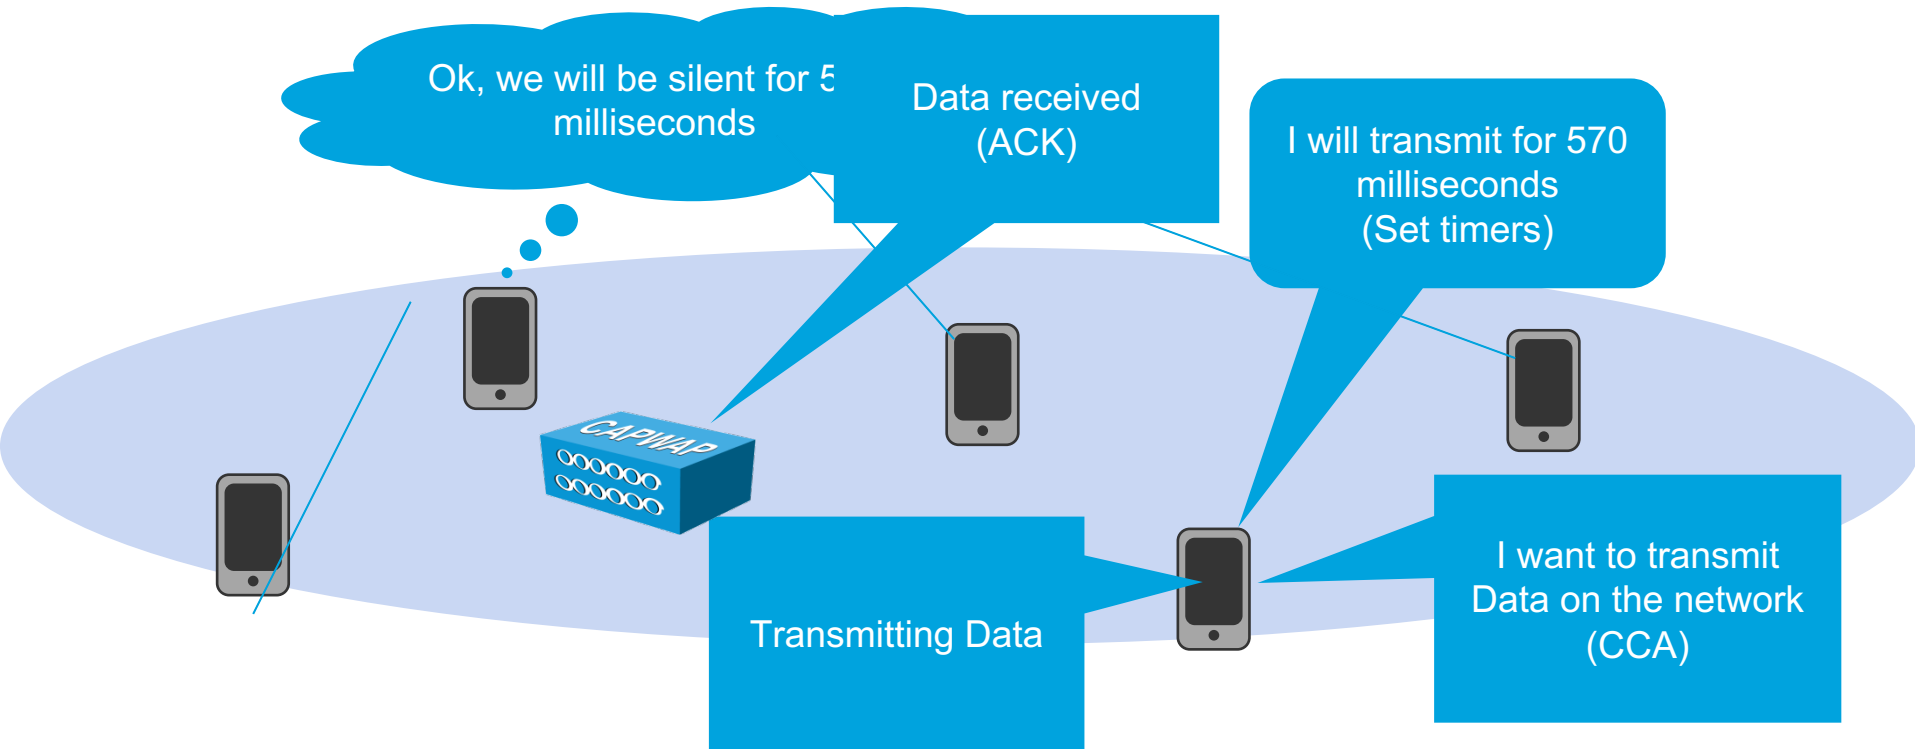 Ok, we will be silent for 5
milliseconds
Data received
(ACK)
I will transmit for 570
milliseconds
(Set timers)
CAPWAP
Transmitting Data
I want to transmit
Data on the network
(CCA)